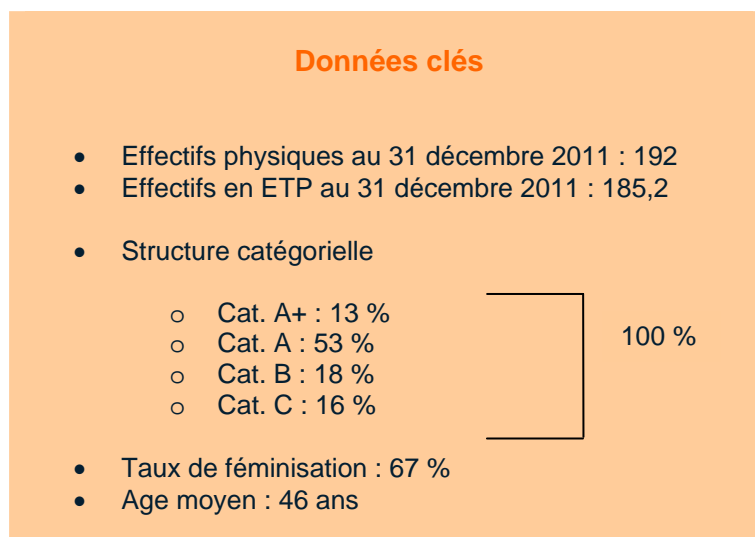 Données clés
• Effectifs physiques au 31 décembre 2011 : 192
• Effectifs en ETP au 31 décembre 2011 : 185,2
• Structure catégorielle
o Cat. A+ : 13 %
o Cat. A : 53 %
o Cat. B : 18 %
o Cat. C : 16 %
100 %
• Taux de féminisation : 67 %
• Age moyen : 46 ans